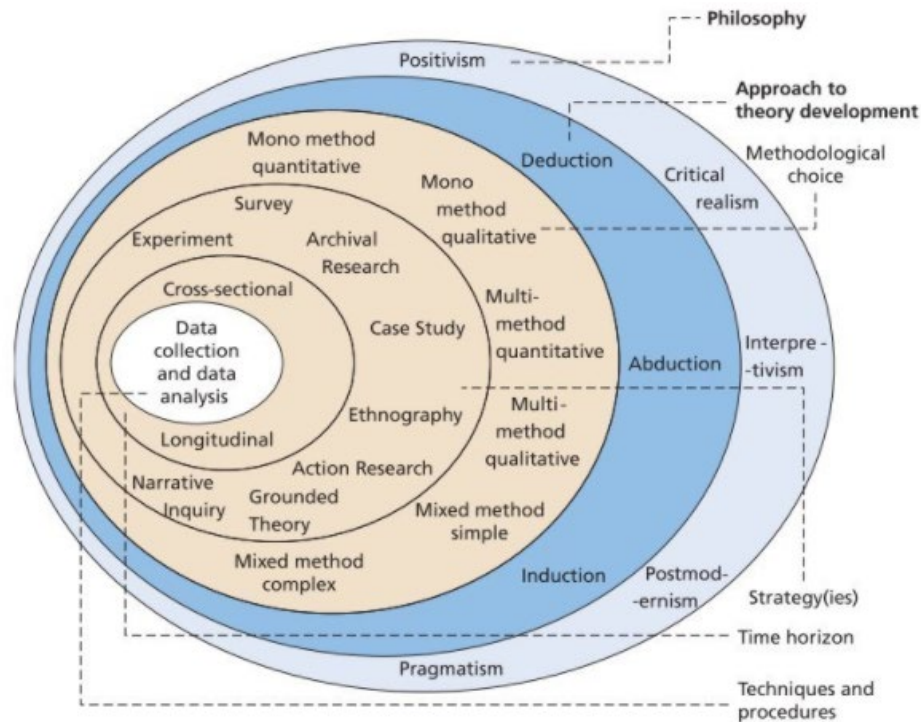 Philosophy
Positivism
Approach to
theory development
Mono method
quantitative
Deduction
Methodological
choice
Mono
method
qualitative
Critical
realism
Survey
Experiment
Archival
Research
Cross-sectional
Multi-
method
quantitative
Data
collection
and data
analysis
Case Study
Abduction
Interpre-
-tivism
Ethnography
Multi-
method
qualitative
Longitudinal
Action Research
Narrative
Inquiry
Grounded
Theory
Mixed method
simple
Mixed method
complex
Induction
Postmod-
-ernism
Strategy(ies)
Time horizon
Pragmatism
Techniques and
procedures